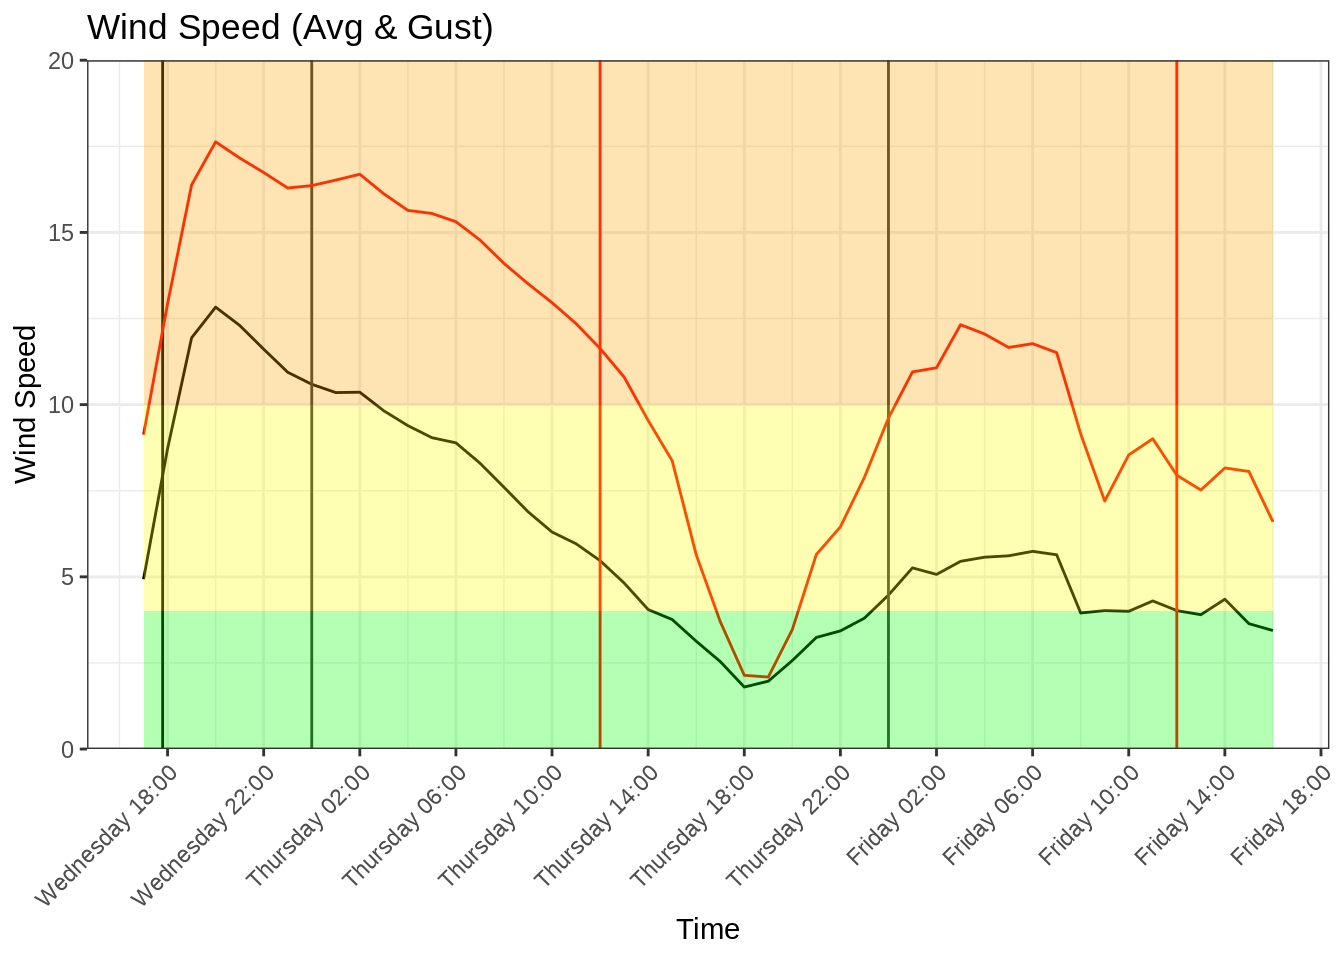 Wind Speed (Avg & Gust)
Wind Speed
20
15
10
5
0
Wednesday 18:00
Wednesday 22:00
Thursday 02:00
Thursday 06:00
Thursday 10:00
Thursday 14:00
Thursday 18:00
Thursday 22:00
Friday 02:00
Friday 06:00
Friday 10:00
Friday 14:00
Friday 18:00
Time